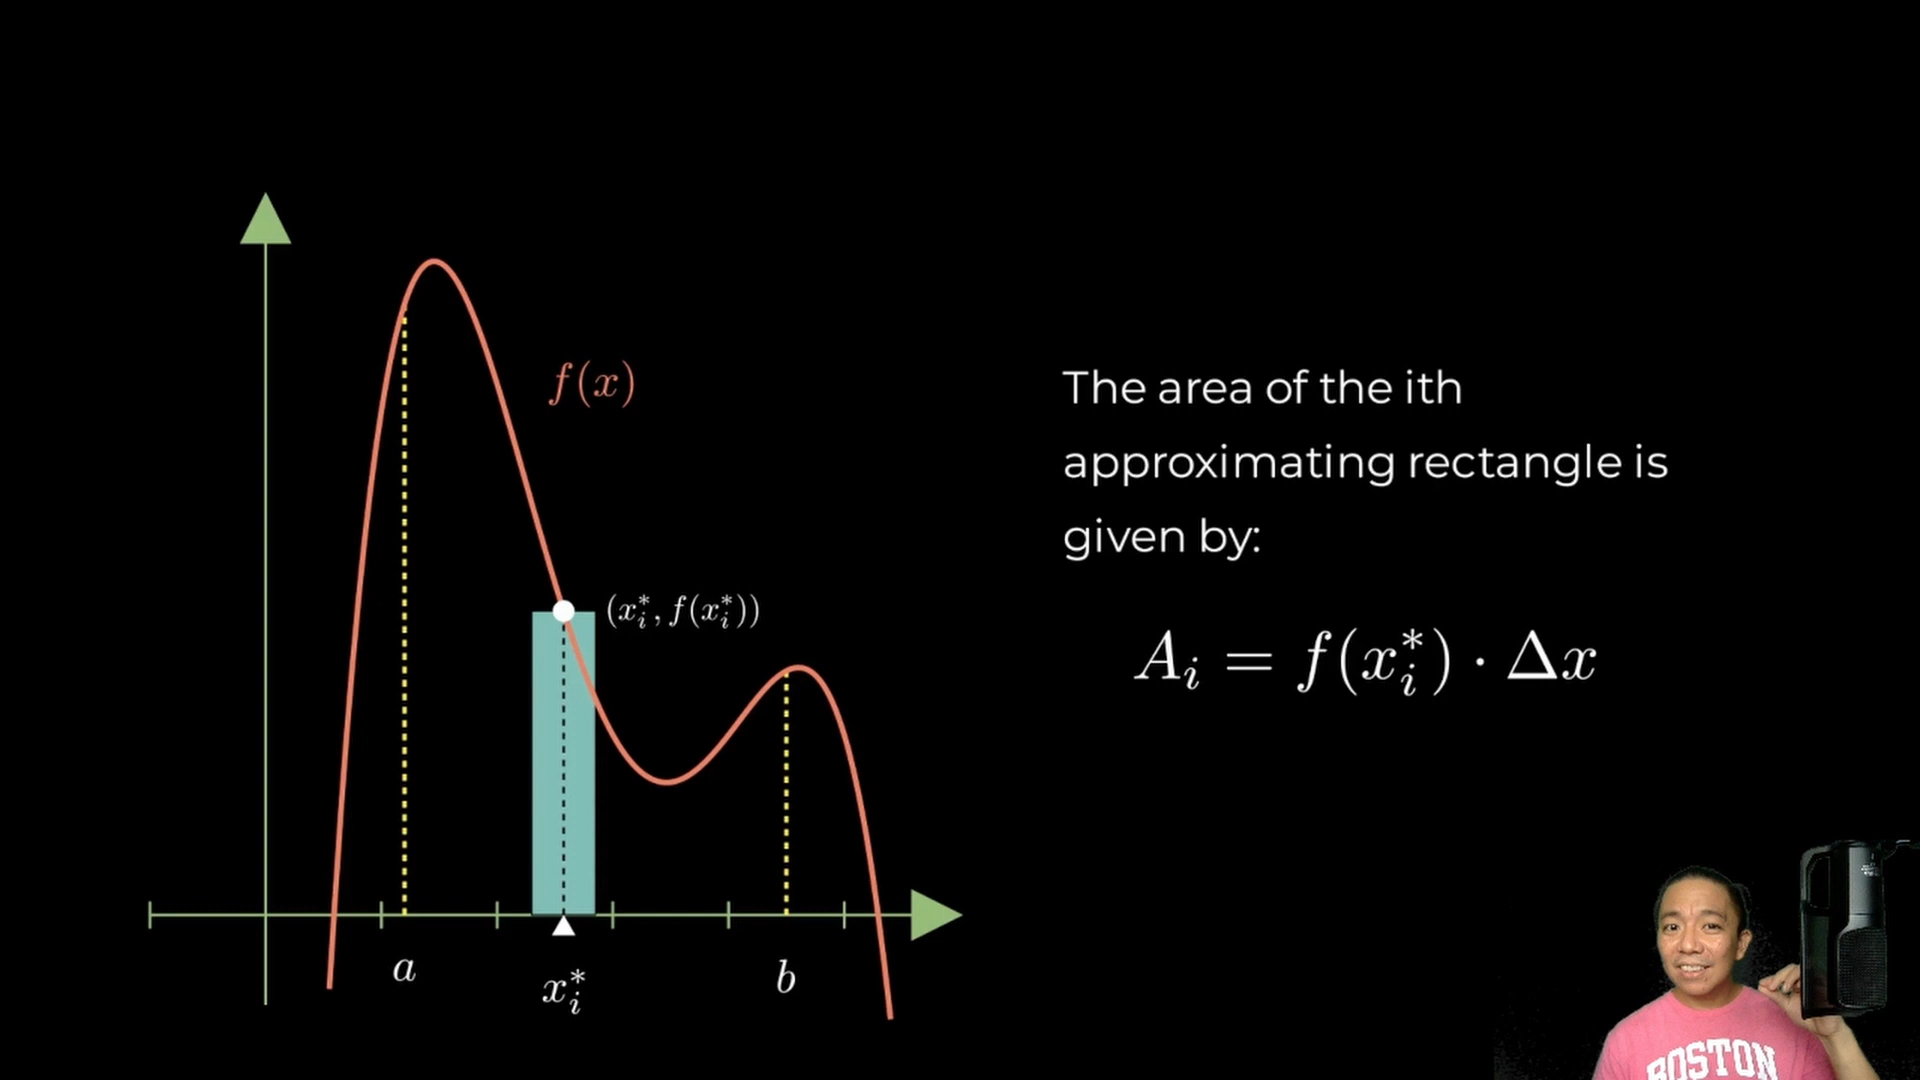 f(x)
(x_i^*, f(x_i^*))
a
x_i^*
b
The area of the ith
approximating rectangle is
given by:
A_i = f(x_i^*) · Δx
BOSTON